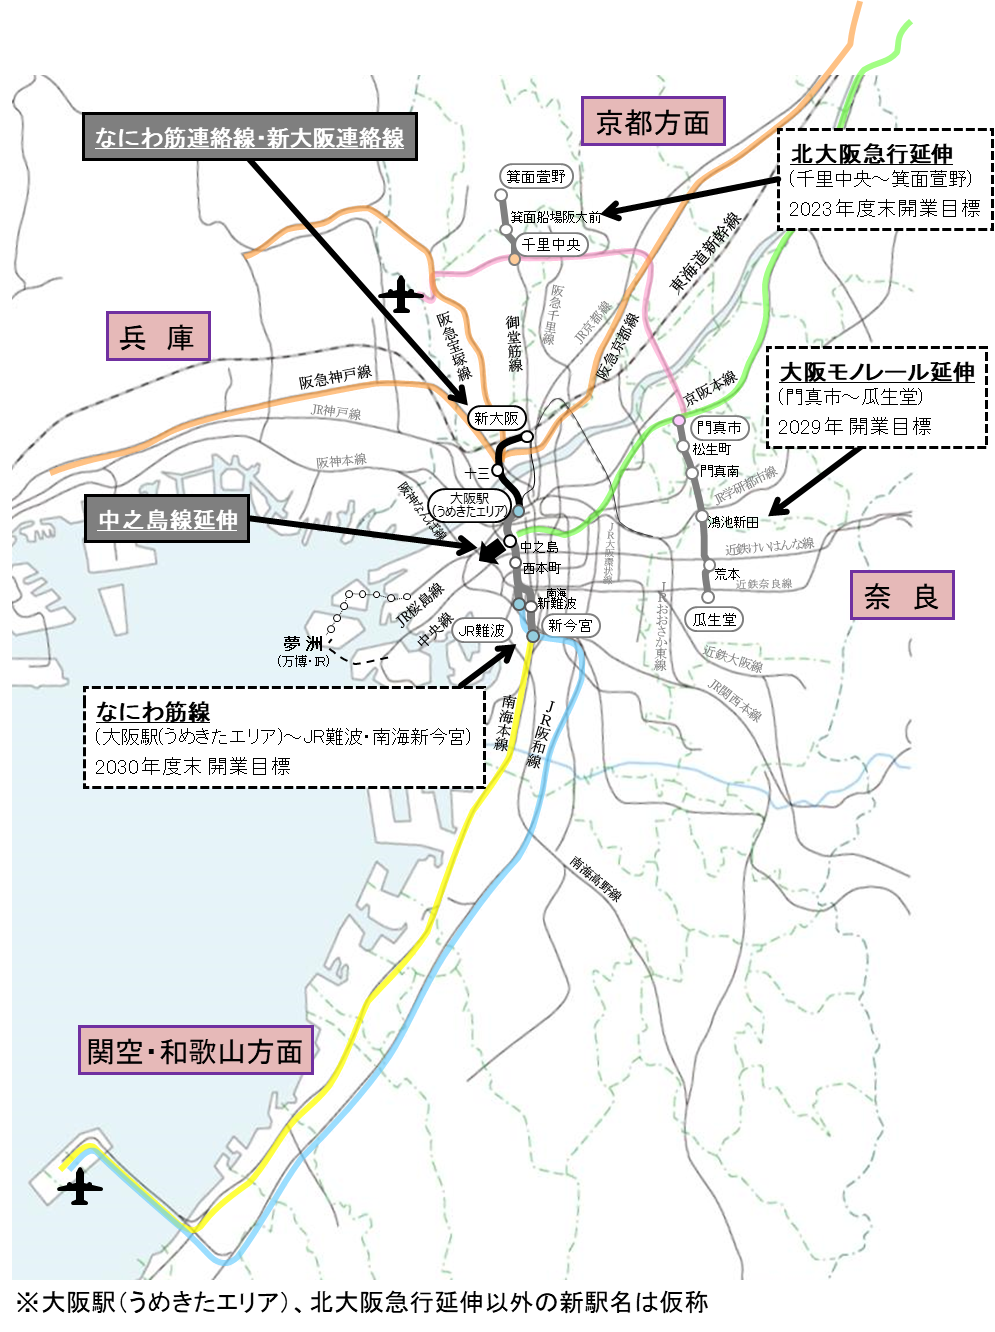 京都方面
なにわ筋連絡線・新大阪連絡線
北大阪急行延伸
(千里中央～箕面萱野)
2023年度末開業目標
箕面萱野
箕面船場阪大前
千里中央
東海道新幹線
阪急千里線
JR京都線
阪急京都線
御堂筋線
阪急宝塚線
兵 庫
大阪モノレール延伸
(門真市～瓜生堂)
2029年 開業目標
阪急神戸線
JR神戸線
阪神本線
阪神なんば線
京阪本線
新大阪
十三
大阪駅
(うめきたエリア)
門真市
松生町
門真南
JR学研都市線
鴻池新田
近鉄けいはんな線
荒本
近鉄奈良線
瓜生堂
中之島線延伸
中之島
西本町
南海
新難波
JR難波
新今宮
JR大阪環状線
JRおおさか東線
近鉄大阪線
JR関西本線
奈 良
JR桜島線
中央線
夢 洲
(万博・IR)
なにわ筋線
(大阪駅(うめきたエリア)～JR難波・南海新今宮)
2030年度末 開業目標
南海本線
JR阪和線
南海高野線
関空・和歌山方面
※大阪駅（うめきたエリア）、北大阪急行延伸以外の新駅名は仮称